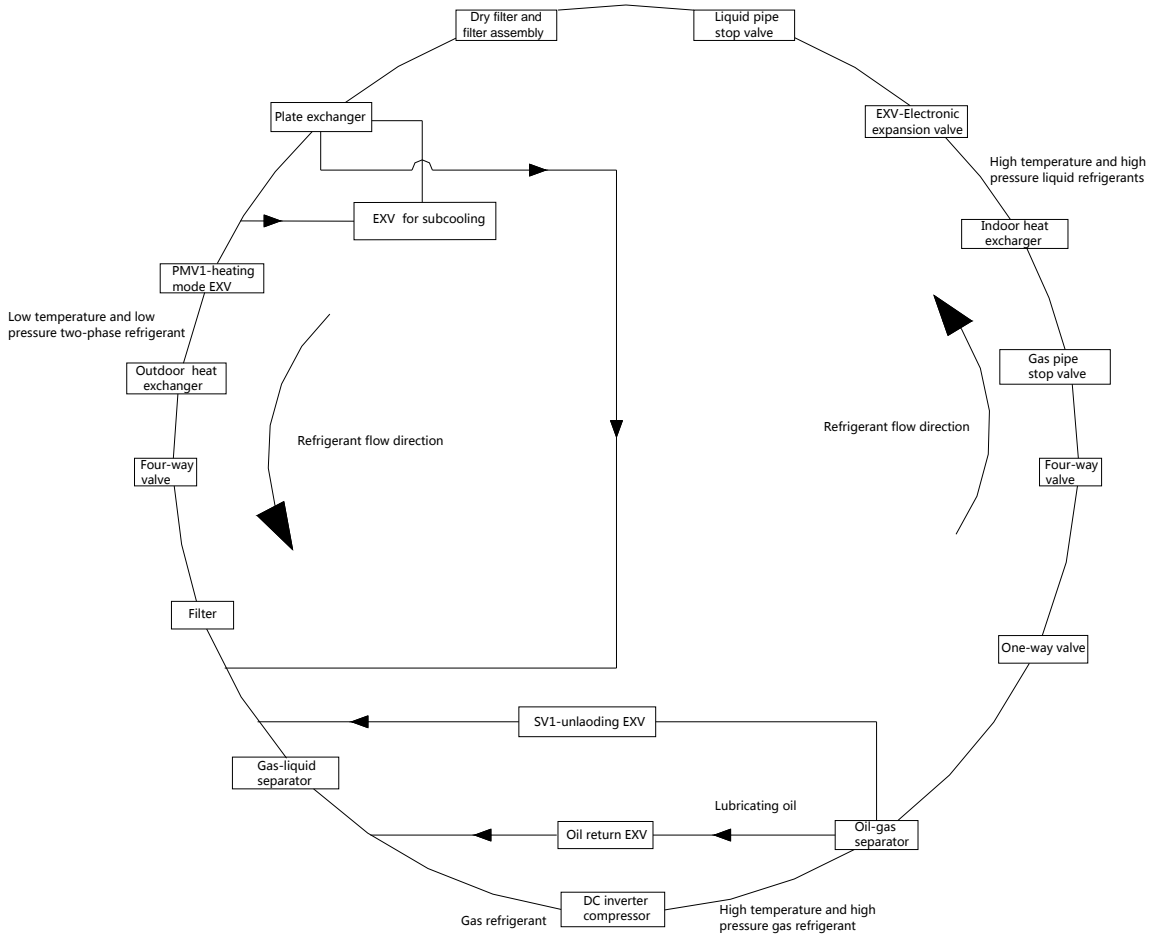 Dry filter and
filter assembly
Liquid pipe
stop valve
Plate exchanger
EXV-Electronic
expansion valve
High temperature and high
pressure liquid refrigerants
EXV for subcooling
Indoor heat
excharger
PMV1-heating
mode EXV
Low temperature and low
pressure two-phase refrigerant
Outdoor heat
exchanger
Gas pipe
stop valve
Refrigerant flow direction
Refrigerant flow direction
Four-way
valve
Four-way
valve
Filter
One-way valve
SV1-unlaoding EXV
Gas-liquid
separator
Lubricating oil
Oil return EXV
Oil-gas
separator
DC inverter
compressor
Gas refrigerant
High temperature and high
pressure gas refrigerant